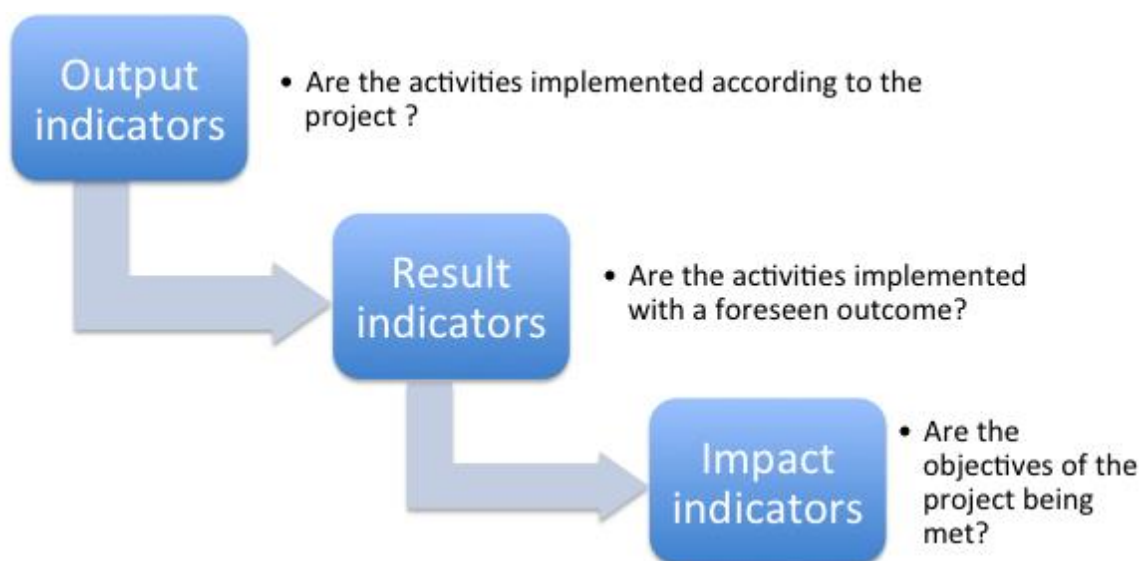 Output
indicators
• Are the activities implemented according to the
project ?
Result
indicators
• Are the activities implemented
with a foreseen outcome?
Impact
indicators
• Are the
objectives of the
project being
met?